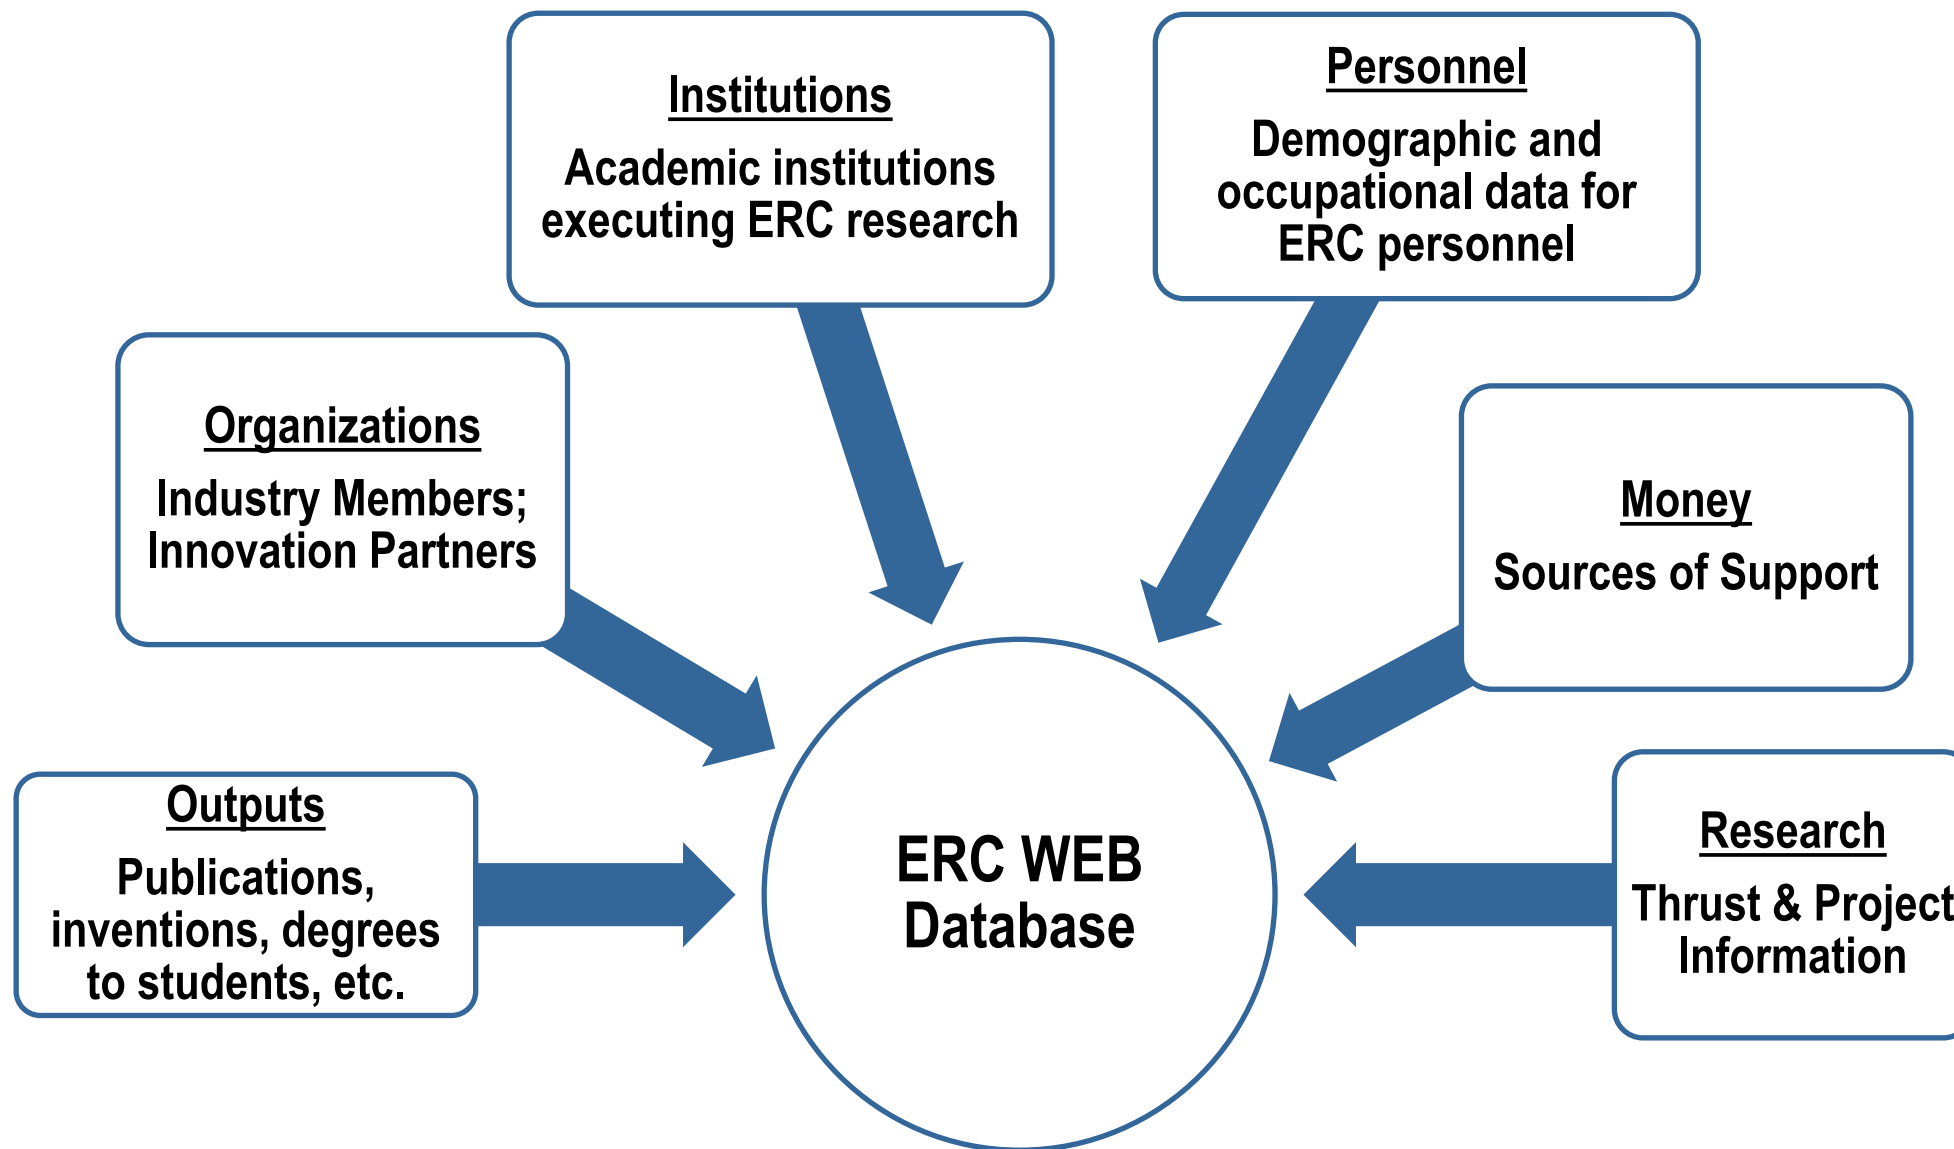 Institutions
Academic institutions
executing ERC research
Personnel
Demographic and
occupational data for
ERC personnel
Organizations
Industry Members;
Innovation Partners
Money
Sources of Support
Outputs
Publications,
inventions, degrees
to students, etc.
ERC WEB
Database
Research
Thrust & Project
Information